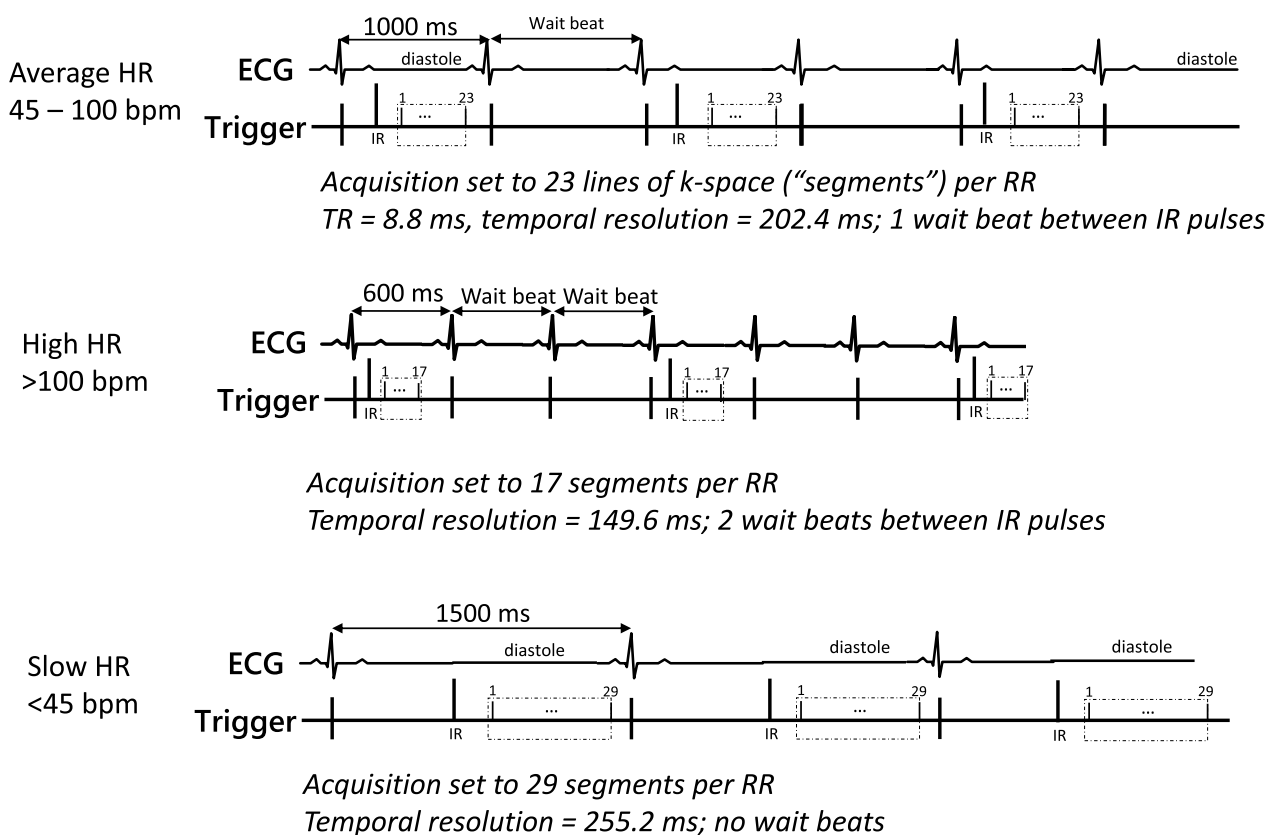 1000 ms
Wait beat
Average HR
45 – 100 bpm
ECG
diastole
diastole
Trigger
IR
1
...
23
IR
1
...
23
IR
1
...
23
Acquisition set to 23 lines of k-space (“segments”) per RR
TR = 8.8 ms, temporal resolution = 202.4 ms; 1 wait beat between IR pulses
600 ms
Wait beat
Wait beat
High HR
>100 bpm
ECG
Trigger
IR
1
...
17
IR
1
...
17
IR
1
...
17
Acquisition set to 17 segments per RR
Temporal resolution = 149.6 ms; 2 wait beats between IR pulses
1500 ms
Slow HR
<45 bpm
ECG
diastole
diastole
diastole
Trigger
IR
1
...
29
IR
1
...
29
IR
1
...
29
Acquisition set to 29 segments per RR
Temporal resolution = 255.2 ms; no wait beats